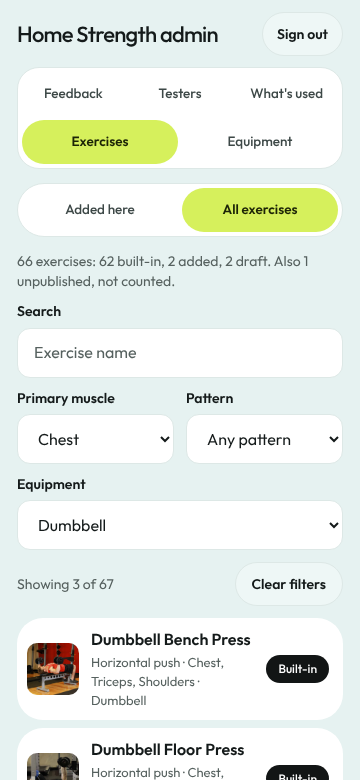 Home Strength admin
Sign out
Feedback
Testers
What's used
Exercises
Equipment
Added here
All exercises
66 exercises: 62 built-in, 2 added, 2 draft. Also 1
unpublished, not counted.
Search
Exercise name
Primary muscle
Pattern
Chest
Any pattern
Equipment
Dumbbell
Showing 3 of 67
Clear filters
Dumbbell Bench Press
Horizontal push · Chest,
Triceps, Shoulders ·
Dumbbell
Built-in
Dumbbell Floor Press
Horizontal push · Chest,
Built-in